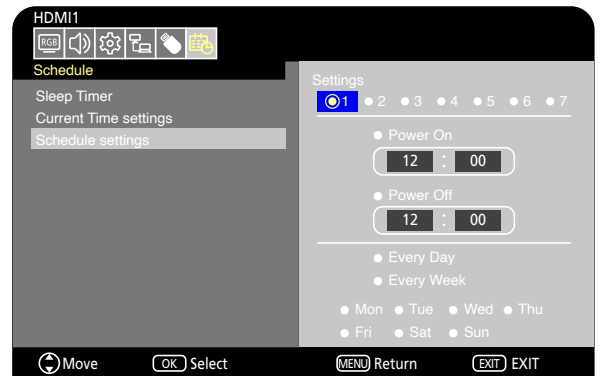 HDMI1
RGB
Schedule
Sleep Timer
Current Time settings
Schedule settings
Settings
1 2 3 4 5 6 7
Power On
12 : 00
Power Off
12 : 00
Every Day
Every Week
Mon Tue Wed Thu
Fri Sat Sun
Move OK Select MENU Return EXIT EXIT